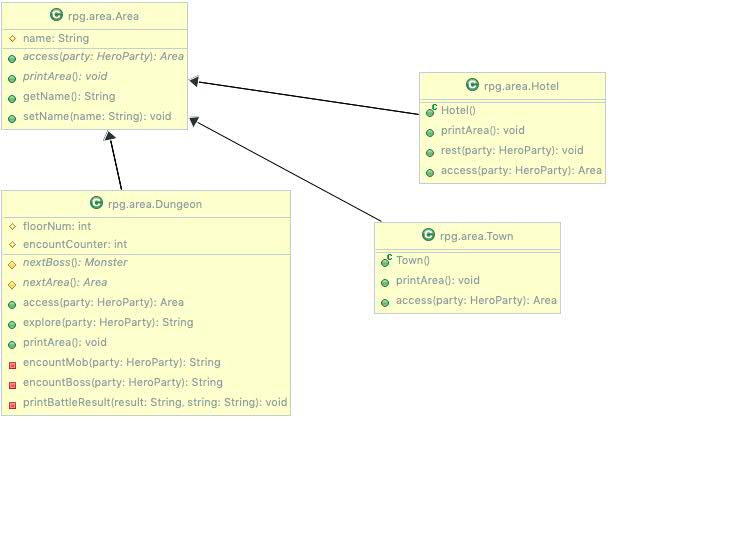 rpg.area.Area
name: String
access(party: HeroParty): Area
printArea(): void
getName(): String
setName(name: String): void
rpg.area.Hotel
Hotel()
printArea(): void
rest(party: HeroParty): void
access(party: HeroParty): Area
rpg.area.Dungeon
floorNum: int
encountCounter: int
nextBoss(): Monster
nextArea(): Area
access(party: HeroParty): Area
explore(party: HeroParty): String
printArea(): void
encountMob(party: HeroParty): String
encountBoss(party: HeroParty): String
printBattleResult(result: String, string: String): void
rpg.area.Town
Town()
printArea(): void
access(party: HeroParty): Area